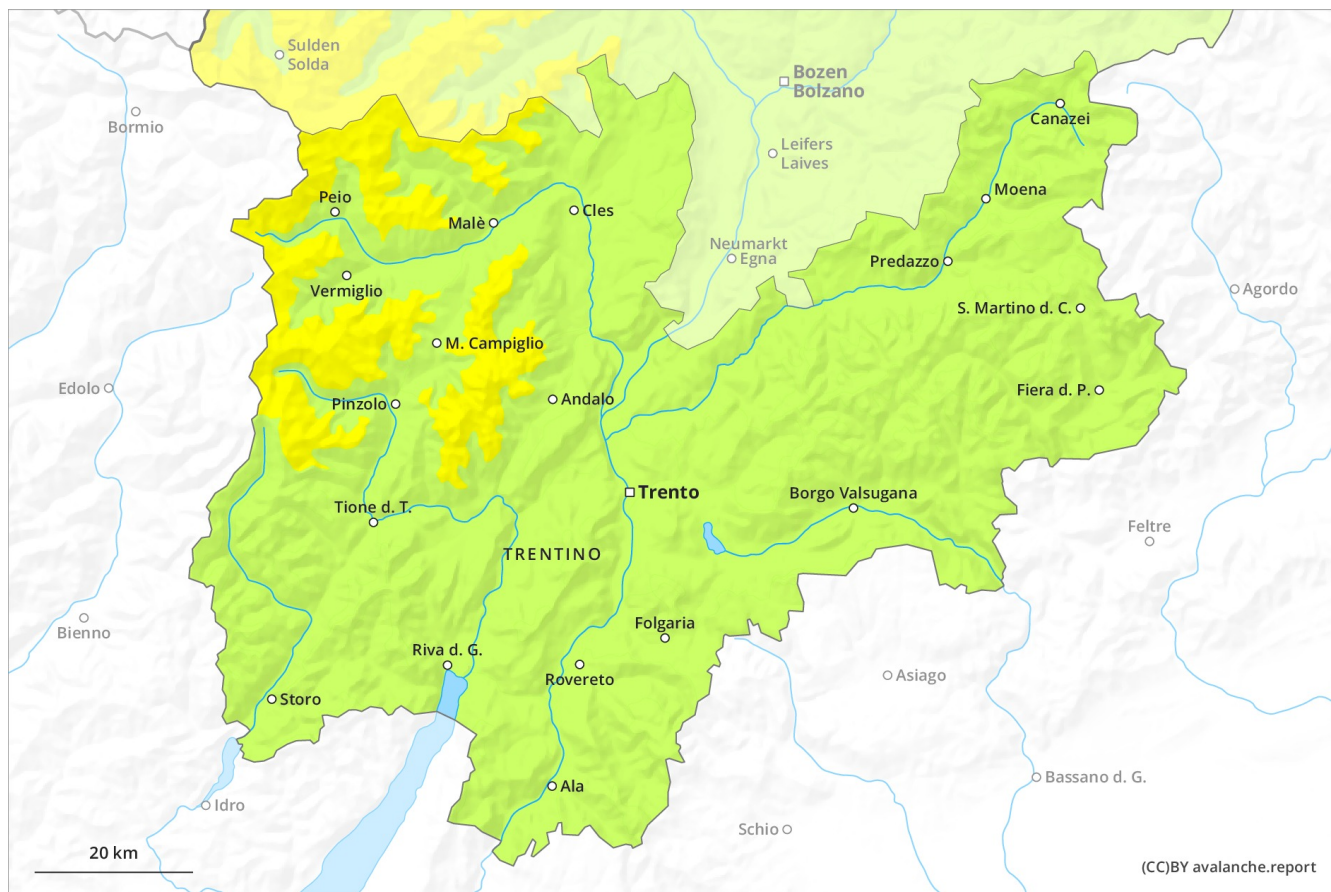 Sulden
Solda
Bozen
Bolzano
Bormio
Canazei
Leifers
Laives
Moena
Peio
Malè
Cles
Neumarkt
Egna
Predazzo
Vermiglio
Agordo
S. Martino d. C.
M. Campiglio
Edolo
Pinzolo
Andalo
Fiera d. P.
Trento
Borgo Valsugana
Tione d. T.
Feltre
TRENTINO
Bienno
Folgaria
Riva d. G.
Rovereto
Asiago
Storo
Bassano d. G.
Ala
Idro
Schio
20 km
(CC)BY avalanche.report